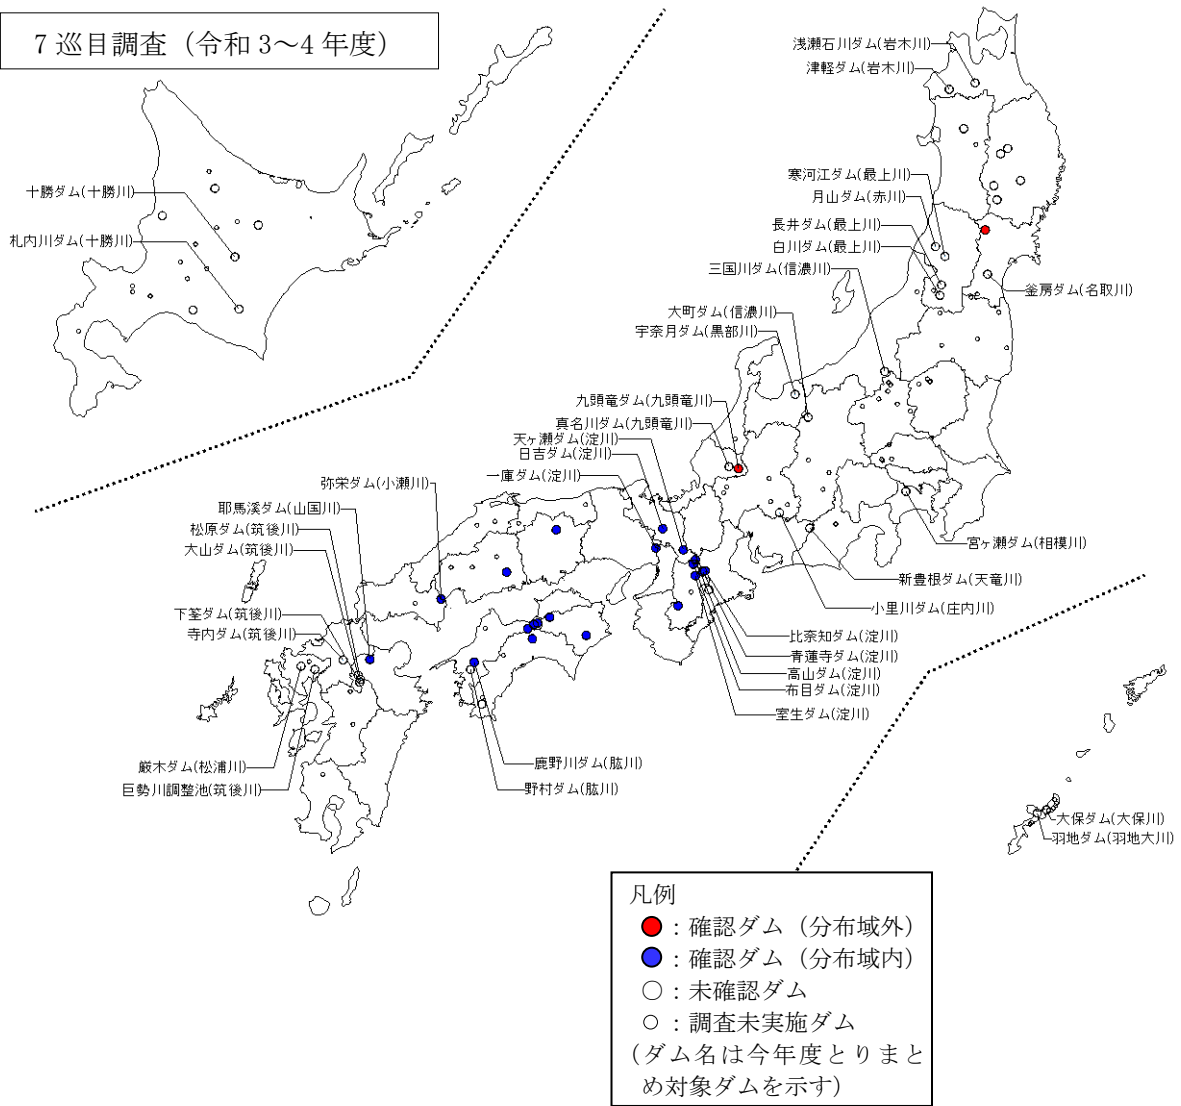 7 巡目調査（令和 3～4 年度）
浅瀬石川ダム(岩木川)
津軽ダム(岩木川)
十勝ダム(十勝川)
札内川ダム(十勝川)
寒河江ダム(最上川)
月山ダム(赤川)
長井ダム(最上川)
白川ダム(最上川)
三国川ダム(信濃川)
釜房ダム(名取川)
大町ダム(信濃川)
宇奈月ダム(黒部川)
九頭竜ダム(九頭竜川)
真名川ダム(九頭竜川)
天ヶ瀬ダム(淀川)
日吉ダム(淀川)
一庫ダム(淀川)
弥栄ダム(小瀬川)
耶馬溪ダム(山国川)
松原ダム(筑後川)
大山ダム(筑後川)
下筌ダム(筑後川)
寺内ダム(筑後川)
宮ヶ瀬ダム(相模川)
新豊根ダム(天竜川)
小里川ダム(庄内川)
比奈知ダム(淀川)
青蓮寺ダム(淀川)
高山ダム(淀川)
布目ダム(淀川)
室生ダム(淀川)
厳木ダム(松浦川)
巨勢川調整池(筑後川)
鹿野川ダム(肱川)
野村ダム(肱川)
大保ダム(大保川)
羽地ダム(羽地大川)
凡例
：確認ダム（分布域外）
：確認ダム（分布域内）
：未確認ダム
：調査未実施ダム
（ダム名は今年度とりまと
め対象ダムを示す）